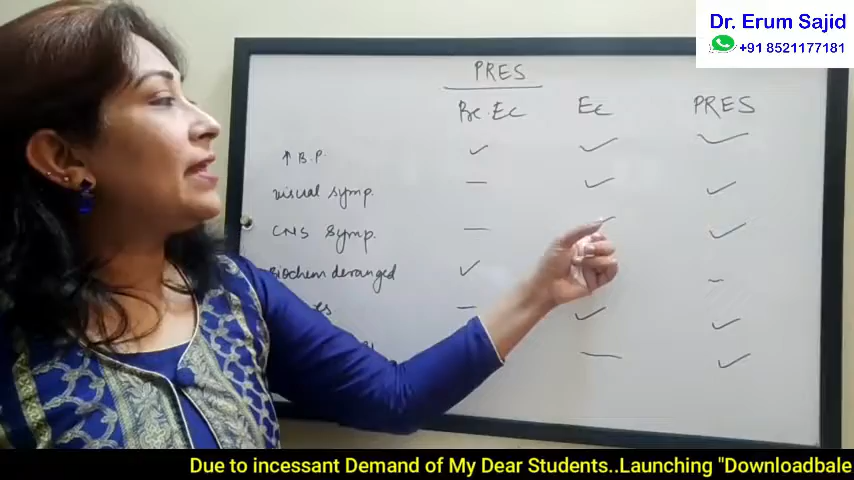 Dr. Erum Sajid
+91 8521177181
PRES
Pr. Ec Ec PRES
↑ B.P. ✓ ✓ ✓
visual symp. — ✓ ✓
CNS symp. — ✓ ✓
Biochem deranged ✓ —
— ✓ ✓
— ✓
Due to incessant Demand of My Dear Students..Launching "Downloadbale